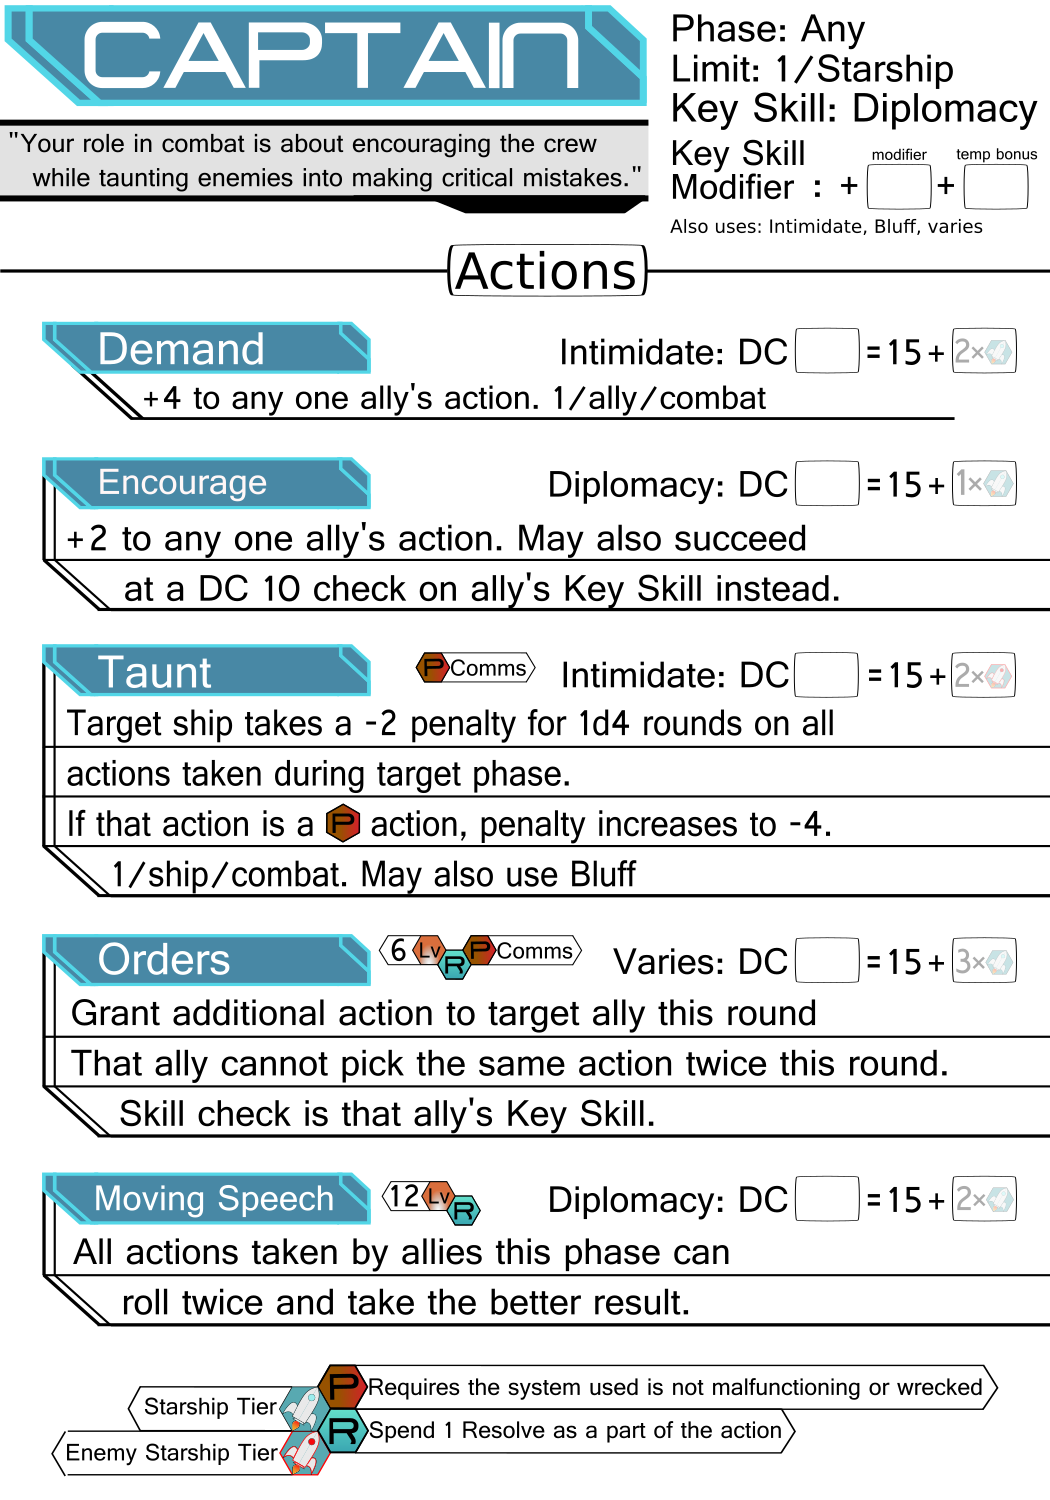 CAPTAIN
"Your role in combat is about encouraging the crew
while taunting enemies into making critical mistakes."
Phase: Any
Limit: 1/Starship
Key Skill: Diplomacy
Key Skill
Modifier : + modifier + temp bonus
Also uses: Intimidate, Bluff, varies
Actions
Demand Intimidate: DC =15+ 2×
+4 to any one ally's action. 1/ally/combat
Encourage Diplomacy: DC =15+ 1×
+2 to any one ally's action. May also succeed
at a DC 10 check on ally's Key Skill instead.
Taunt P Comms Intimidate: DC =15+ 2×
Target ship takes a -2 penalty for 1d4 rounds on all
actions taken during target phase.
If that action is a P action, penalty increases to -4.
1/ship/combat. May also use Bluff
Orders 6 Lv R P Comms Varies: DC =15+ 3×
Grant additional action to target ally this round
That ally cannot pick the same action twice this round.
Skill check is that ally's Key Skill.
Moving Speech 12 Lv R Diplomacy: DC =15+ 2×
All actions taken by allies this phase can
roll twice and take the better result.
P Requires the system used is not malfunctioning or wrecked
Starship Tier
R Spend 1 Resolve as a part of the action
Enemy Starship Tier